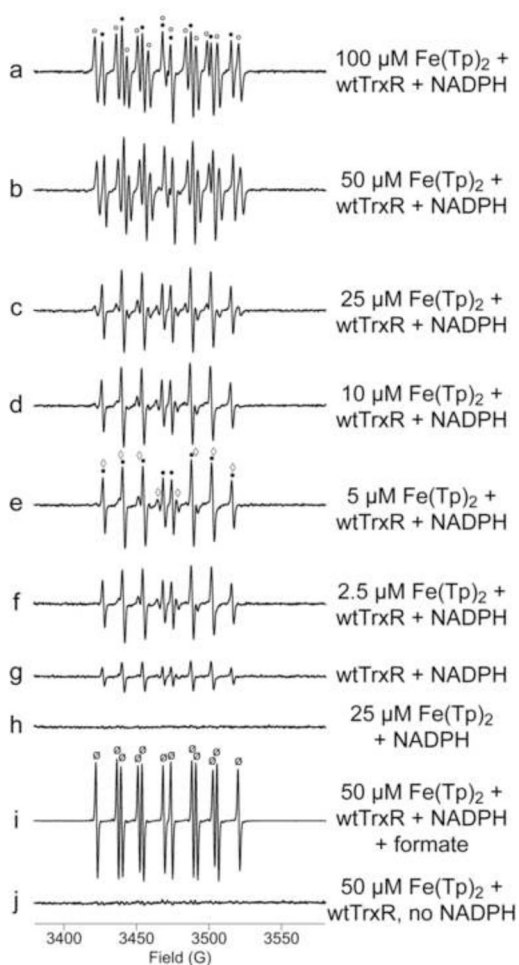 a
100 µM Fe(Tp)₂ +
wtTrxR + NADPH
b
50 µM Fe(Tp)₂ +
wtTrxR + NADPH
c
25 µM Fe(Tp)₂ +
wtTrxR + NADPH
d
10 µM Fe(Tp)₂ +
wtTrxR + NADPH
e
5 µM Fe(Tp)₂ +
wtTrxR + NADPH
f
2.5 µM Fe(Tp)₂ +
wtTrxR + NADPH
g
wtTrxR + NADPH
h
25 µM Fe(Tp)₂
+ NADPH
i
50 µM Fe(Tp)₂ +
wtTrxR + NADPH
+ formate
j
50 µM Fe(Tp)₂ +
wtTrxR, no NADPH
3400 3450 3500 3550
Field (G)